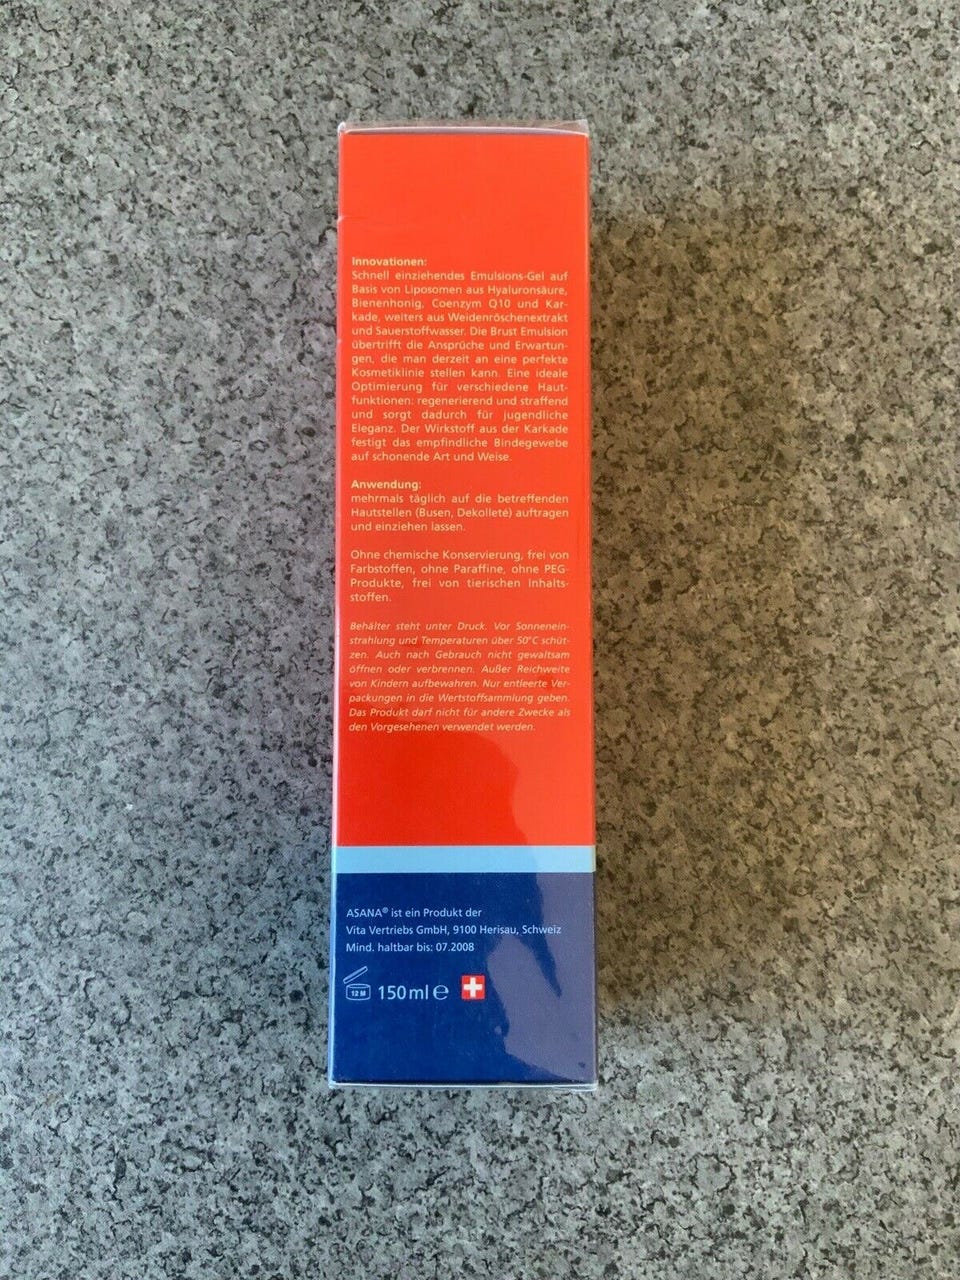 Innovationen:
Schnell einziehendes Emulsions-Gel auf
Basis von Liposomen aus Hyaluronsäure,
Bienenhonig, Coenzym Q10 und Kar-
kade, weiters aus Weidenröschenextrakt
und Sauerstoffwasser. Die Brust Emulsion
übertrifft die Ansprüche und Erwartun-
gen, die man derzeit an eine perfekte
Kosmetiklinie stellen kann. Eine ideale
Optimierung für verschiedene Haut-
funktionen: regenerierend und straffend
und sorgt dadurch für jugendliche
Eleganz. Der Wirkstoff aus der Karkade
festigt das empfindliche Bindegewebe
auf schonende Art und Weise.
Anwendung:
mehrmals täglich auf die betreffenden
Hautstellen (Busen, Dekolleté) auftragen
und einziehen lassen.
Ohne chemische Konservierung, frei von
Farbstoffen, ohne Paraffine, ohne PEG-
Produkte, frei von tierischen Inhalts-
stoffen.
Behälter steht unter Druck. Vor Sonnenein-
strahlung und Temperaturen über 50°C schüt-
zen. Auch nach Gebrauch nicht gewaltsam
öffnen oder verbrennen. Außer Reichweite
von Kindern aufbewahren. Nur entleerte Ver-
packungen in die Wertstoffsammlung geben.
Das Produkt darf nicht für andere Zwecke als
den Vorgesehenen verwendet werden.
ASANA® ist ein Produkt der
Vita Vertriebs GmbH, 9100 Herisau, Schweiz
Mind. haltbar bis: 07.2008
12 M 150 ml ℮